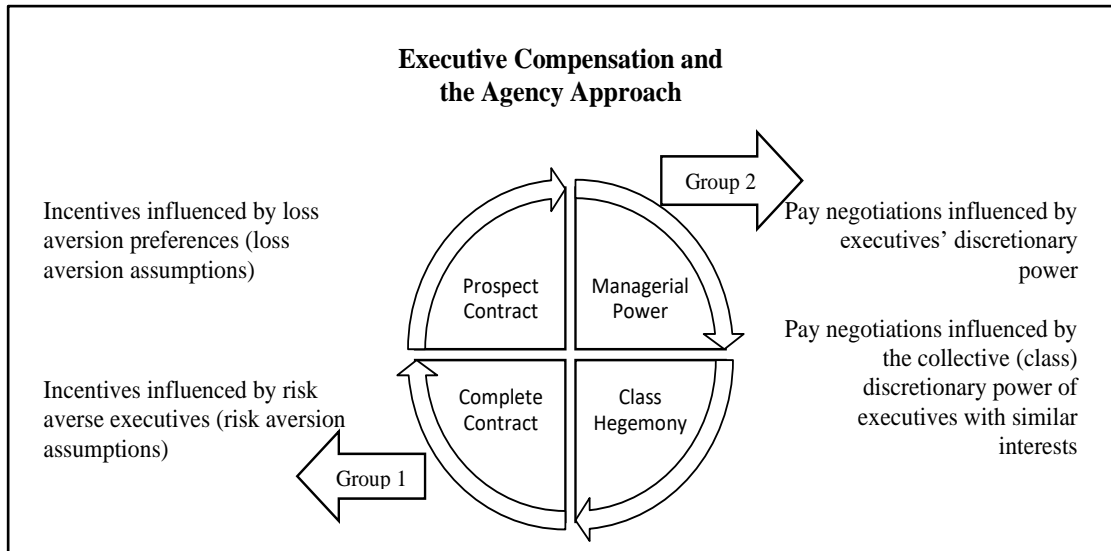 Executive Compensation and
the Agency Approach
Group 2
Incentives influenced by loss
aversion preferences (loss
aversion assumptions)
Pay negotiations influenced by
executives’ discretionary
power
Prospect
Contract
Managerial
Power
Pay negotiations influenced by
the collective (class)
discretionary power of
executives with similar
interests
Incentives influenced by risk
averse executives (risk aversion
assumptions)
Complete
Contract
Class
Hegemony
Group 1